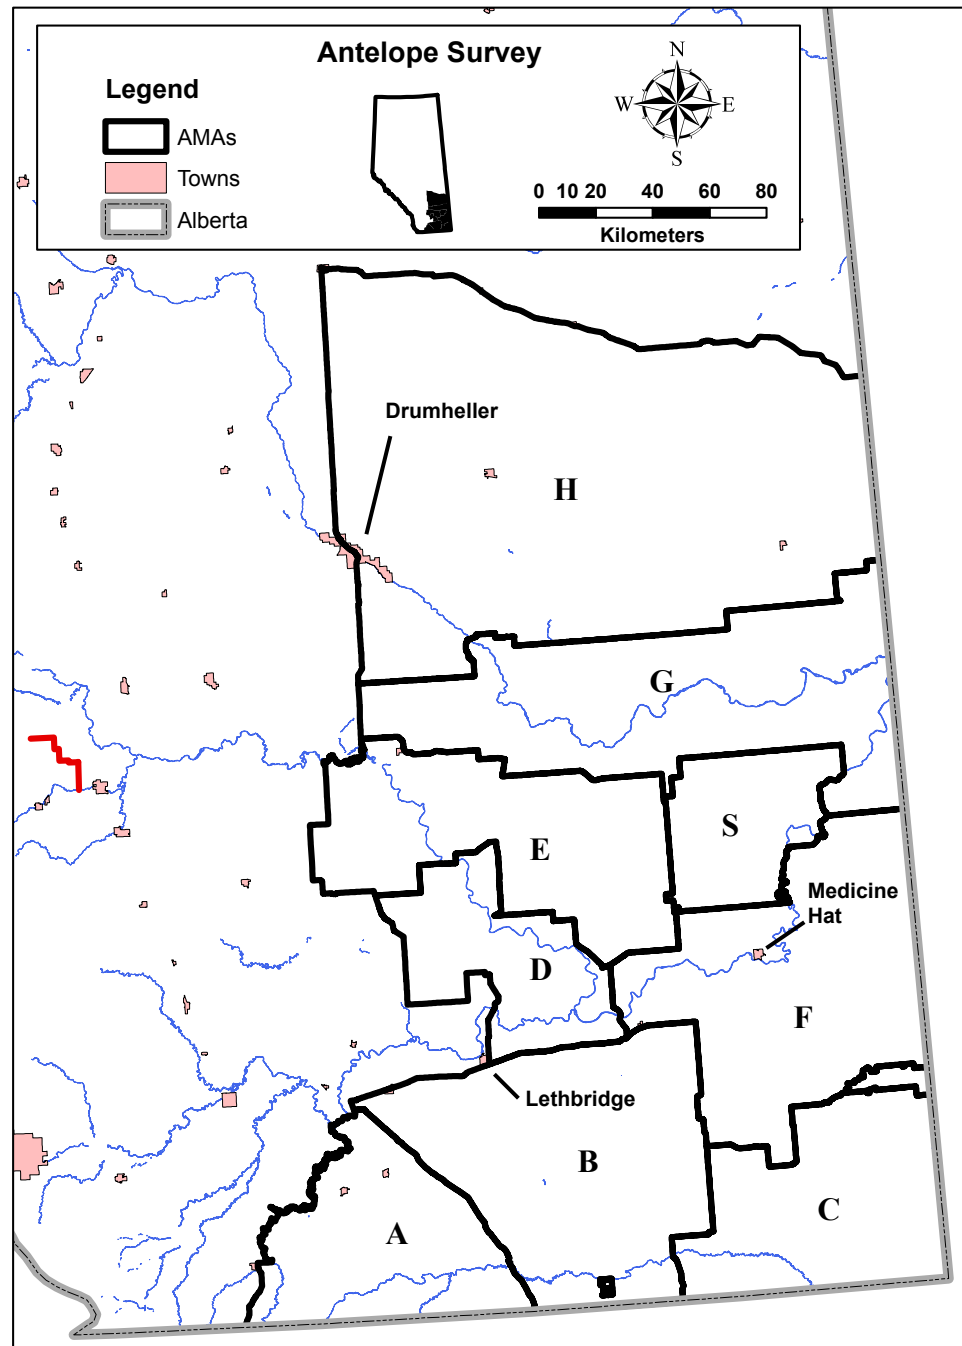 Antelope Survey
Legend
AMAs
Towns
Alberta
N
W E
S
0 10 20 40 60 80
Kilometers
Drumheller
H
G
S
E
Medicine
Hat
D
F
Lethbridge
B
C
A